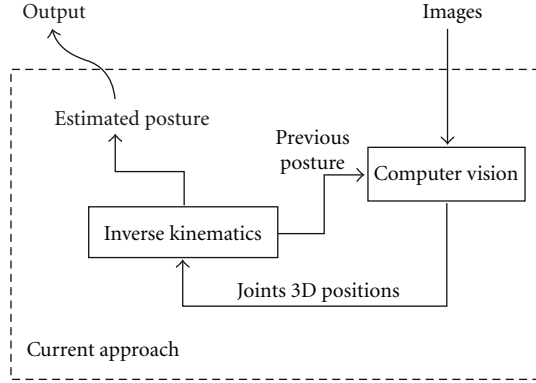 Output
Images
Estimated posture
Previous
posture
Computer vision
Inverse kinematics
Joints 3D positions
Current approach